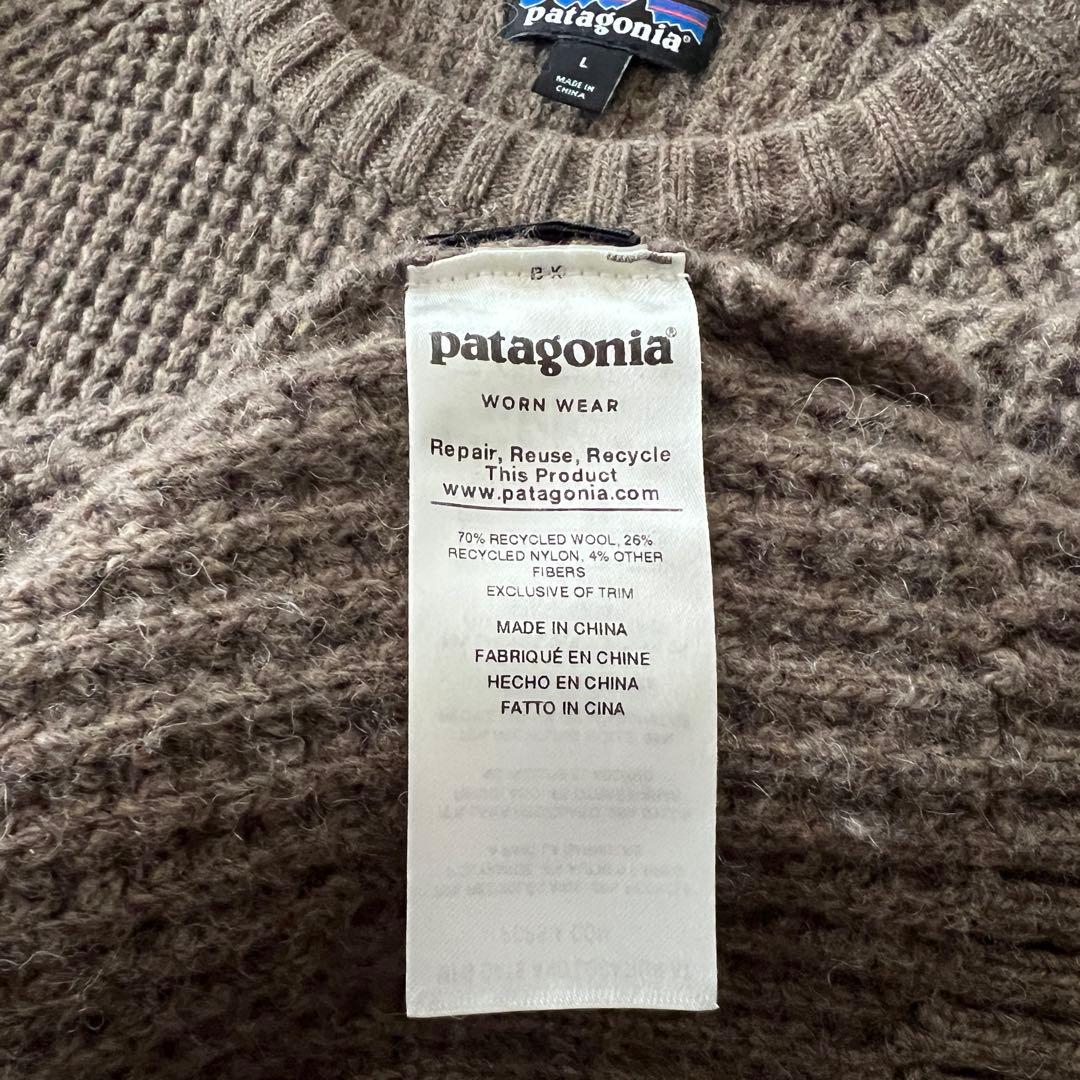 patagonia®
L
MADE IN
CHINA
BK
patagonia®
WORN WEAR
Repair, Reuse, Recycle
This Product
www.patagonia.com
70% RECYCLED WOOL, 26%
RECYCLED NYLON, 4% OTHER
FIBERS
EXCLUSIVE OF TRIM
MADE IN CHINA
FABRIQUÉ EN CHINE
HECHO EN CHINA
FATTO IN CINA